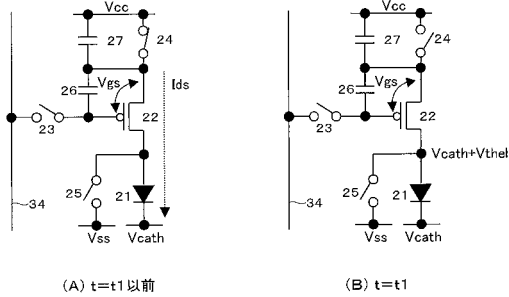 Vcc
27
24
26
Vgs
Ids
23
22
25
21
34
Vss
Vcath
(A) t=t1以前
Vcc
27
24
26
Vgs
23
22
Vcath+Vthel
25
21
34
Vss
Vcath
(B) t=t1